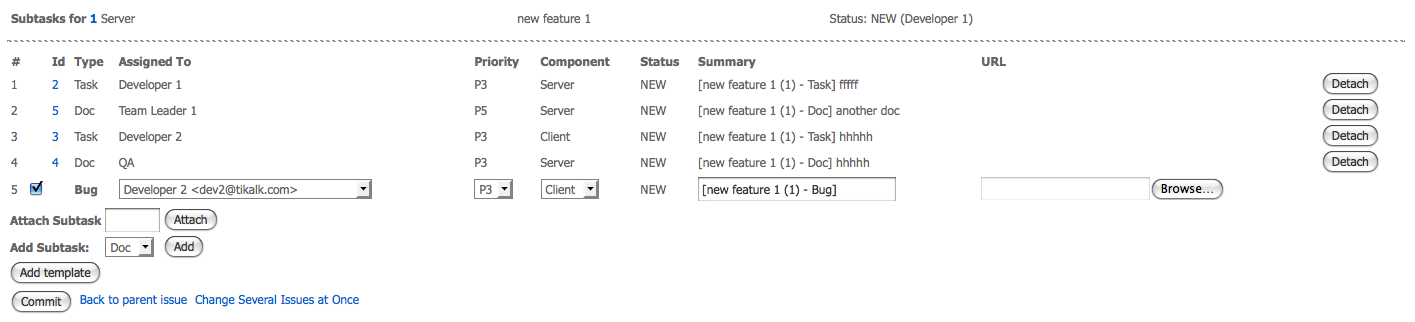 Subtasks for 1 Server new feature 1 Status: NEW (Developer 1)
# Id Type Assigned To Priority Component Status Summary URL
1 2 Task Developer 1 P3 Server NEW [new feature 1 (1) - Task] fffff Detach
2 5 Doc Team Leader 1 P5 Server NEW [new feature 1 (1) - Doc] another doc Detach
3 3 Task Developer 2 P3 Client NEW [new feature 1 (1) - Task] hhhhh Detach
4 4 Doc QA P3 Server NEW [new feature 1 (1) - Doc] hhhhh Detach
5 Bug Developer 2 <dev2@tikalk.com> P3 Client NEW [new feature 1 (1) - Bug] Browse...
Attach Subtask Attach
Add Subtask: Doc Add
Add template
Commit Back to parent issue Change Several Issues at Once